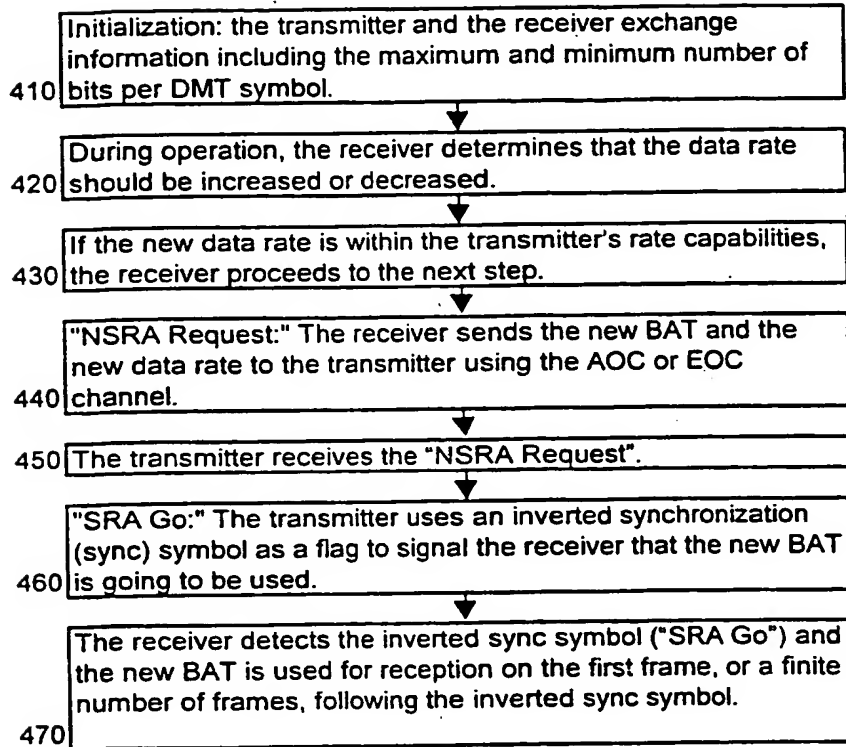 Initialization: the transmitter and the receiver exchange
information including the maximum and minimum number of
410 bits per DMT symbol.
During operation, the receiver determines that the data rate
420 should be increased or decreased.
If the new data rate is within the transmitter's rate capabilities,
430 the receiver proceeds to the next step.
"NSRA Request:" The receiver sends the new BAT and the
new data rate to the transmitter using the AOC or EOC
440 channel.
450 The transmitter receives the "NSRA Request".
"SRA Go:" The transmitter uses an inverted synchronization
(sync) symbol as a flag to signal the receiver that the new BAT
460 is going to be used.
The receiver detects the inverted sync symbol ("SRA Go") and
the new BAT is used for reception on the first frame, or a finite
number of frames, following the inverted sync symbol.
470